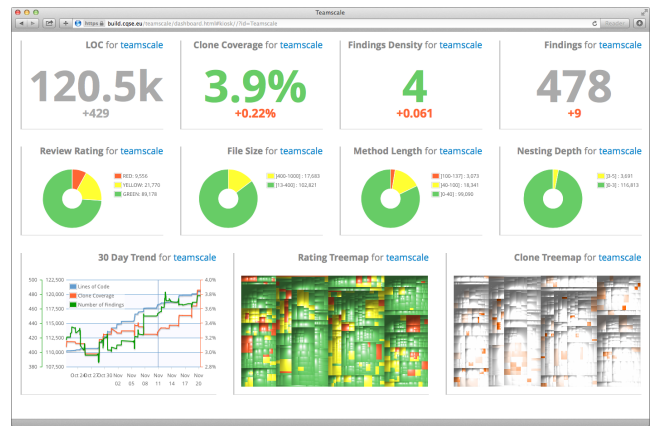 Teamscale
https build.cqse.eu/teamscale/dashboard.html#kiosk//?id=Teamscale
Reader
LOC for teamscale
120.5k
+429
Clone Coverage for teamscale
3.9%
+0.22%
Findings Density for teamscale
4
+0.061
Findings for teamscale
478
+9
Review Rating for teamscale
RED: 9,556
YELLOW: 21,770
GREEN: 89,178
File Size for teamscale
[400-1000] : 17,683
[13-400] : 102,821
Method Length for teamscale
[100-137] : 3,073
[40-100] : 18,341
[0-40] : 99,090
Nesting Depth for teamscale
[3-5] : 3,691
[0-3] : 116,813
30 Day Trend for teamscale
Lines of Code
Clone Coverage
Number of Findings
500 122,500 4.0%
480 120,000 3.8%
460 117,500 3.6%
440 115,000 3.4%
420 112,500 3.2%
400 110,000 3.0%
380 107,500 2.8%
2.6%
Oct 24 Oct 27 Oct 30 Nov Nov Nov Nov Nov Nov Nov
02 05 08 11 14 17 20
Rating Treemap for teamscale
Clone Treemap for teamscale